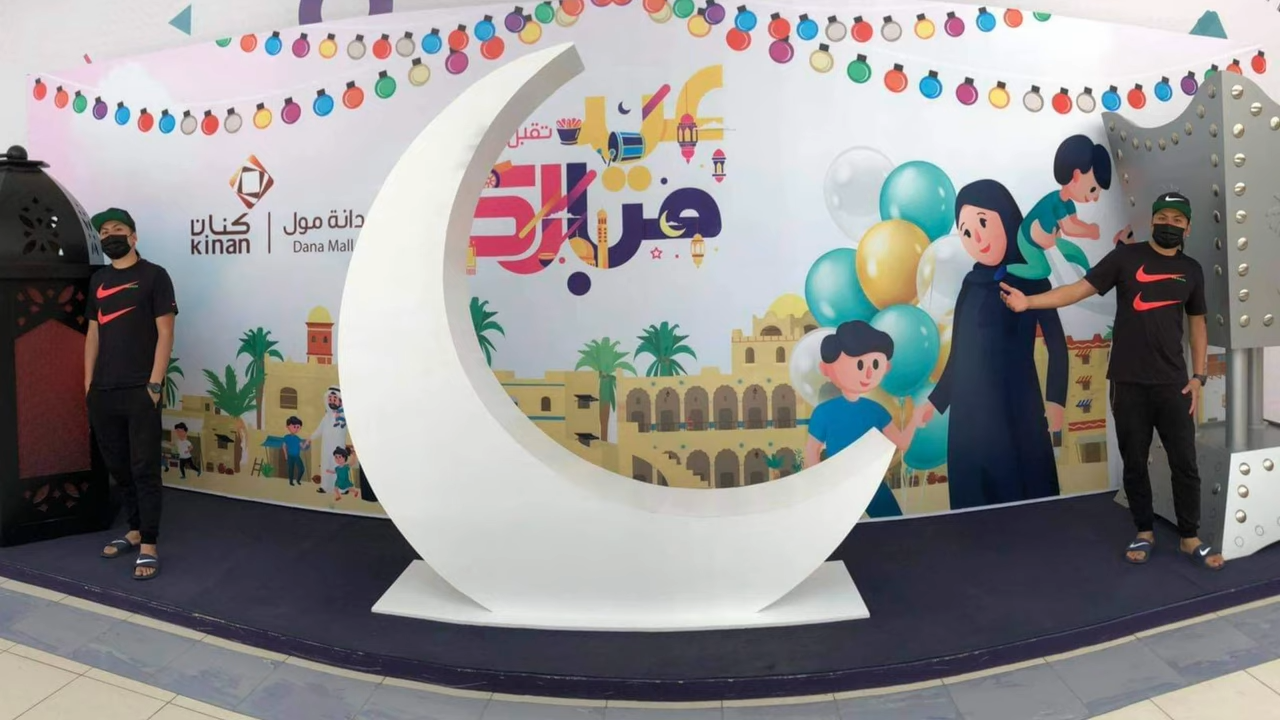 كنان
kinan
دانة مول
Dana Mall
تقبل
عيد
مبارك